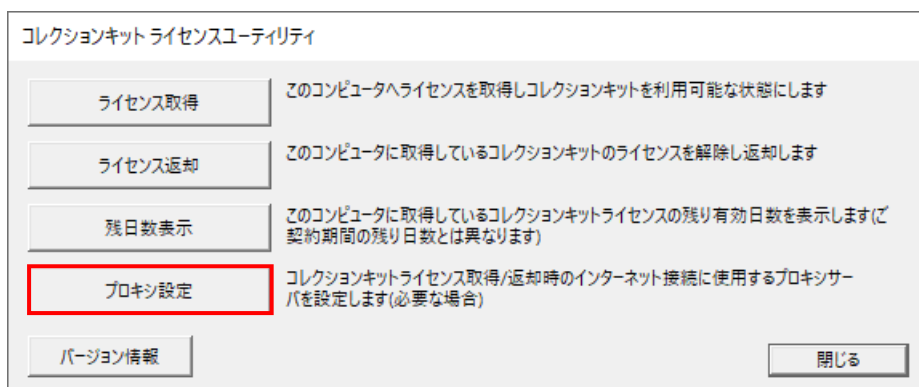 コレクションキット ライセンスユーティリティ
ライセンス取得
このコンピュータへライセンスを取得しコレクションキットを利用可能な状態にします
ライセンス返却
このコンピュータに取得しているコレクションキットのライセンスを解除し返却します
残日数表示
このコンピュータに取得しているコレクションキットライセンスの残り有効日数を表示します(ご
契約期間の残り日数とは異なります)
プロキシ設定
コレクションキットライセンス取得/返却時のインターネット接続に使用するプロキシサー
バを設定します(必要な場合)
バージョン情報
閉じる